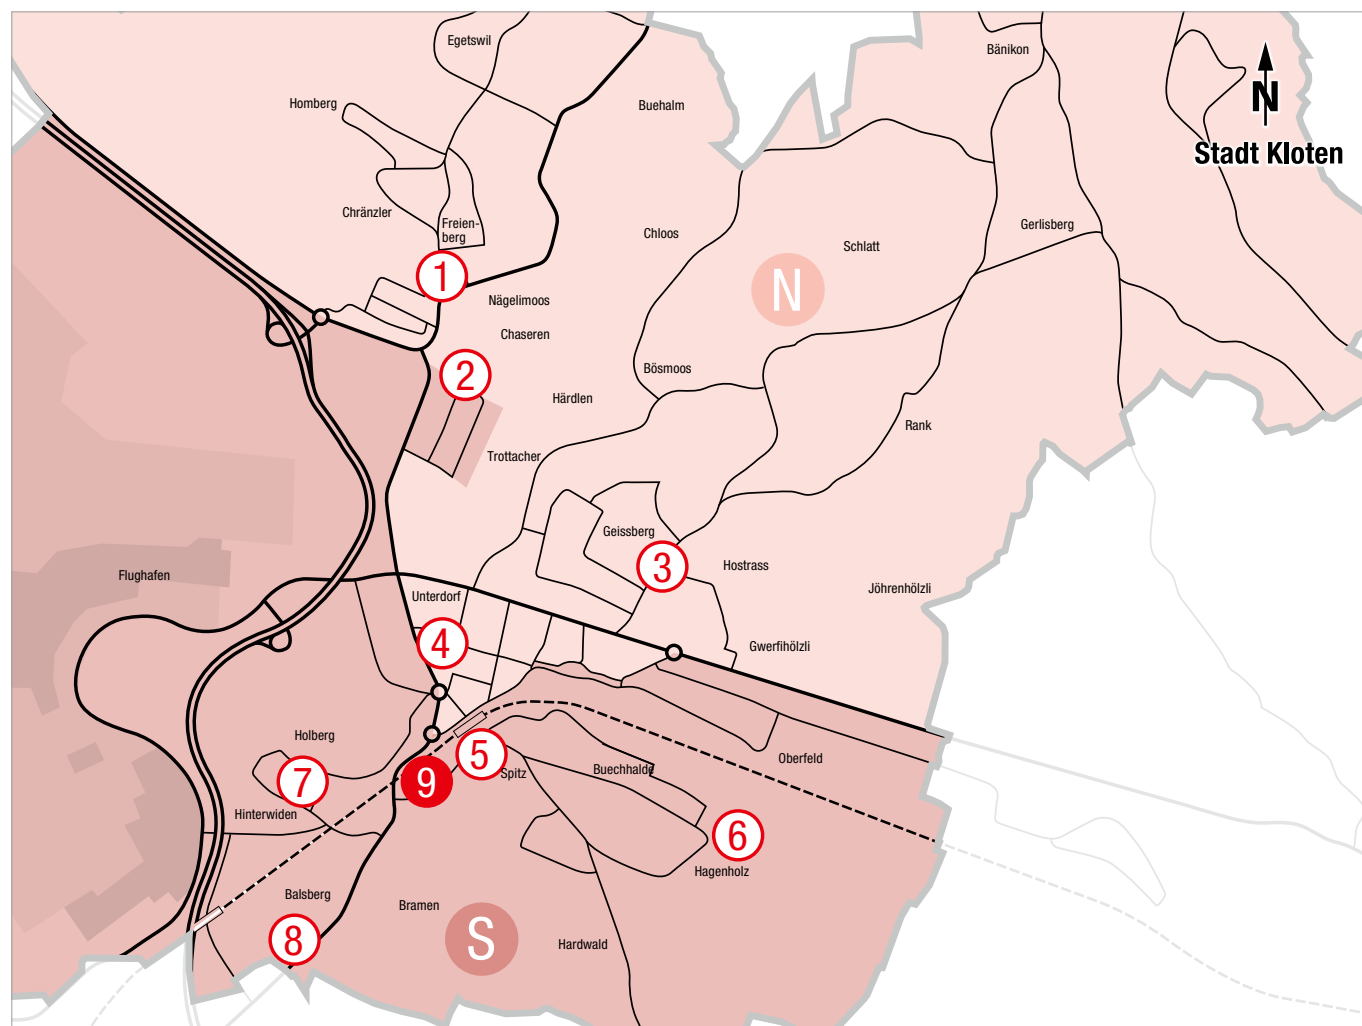 Egetswil
Bänikon
Homberg
Buehalm
N
Stadt Kloten
Chränzler
Freien-
berg
Chloos
Schlatt
Gerlisberg
1
N
Nägelimoos
Chaseren
2
Bösmoos
Härdlen
Rank
Trottacher
Geissberg
3
Hostrass
Flughafen
Jöhrenhölzli
Unterdorf
4
Gwerfihölzli
Holberg
5
Spitz
Buechhalde
Oberfeld
7
9
Hinterwiden
6
Hagenholz
Balsberg
Bramen
8
S
Hardwald